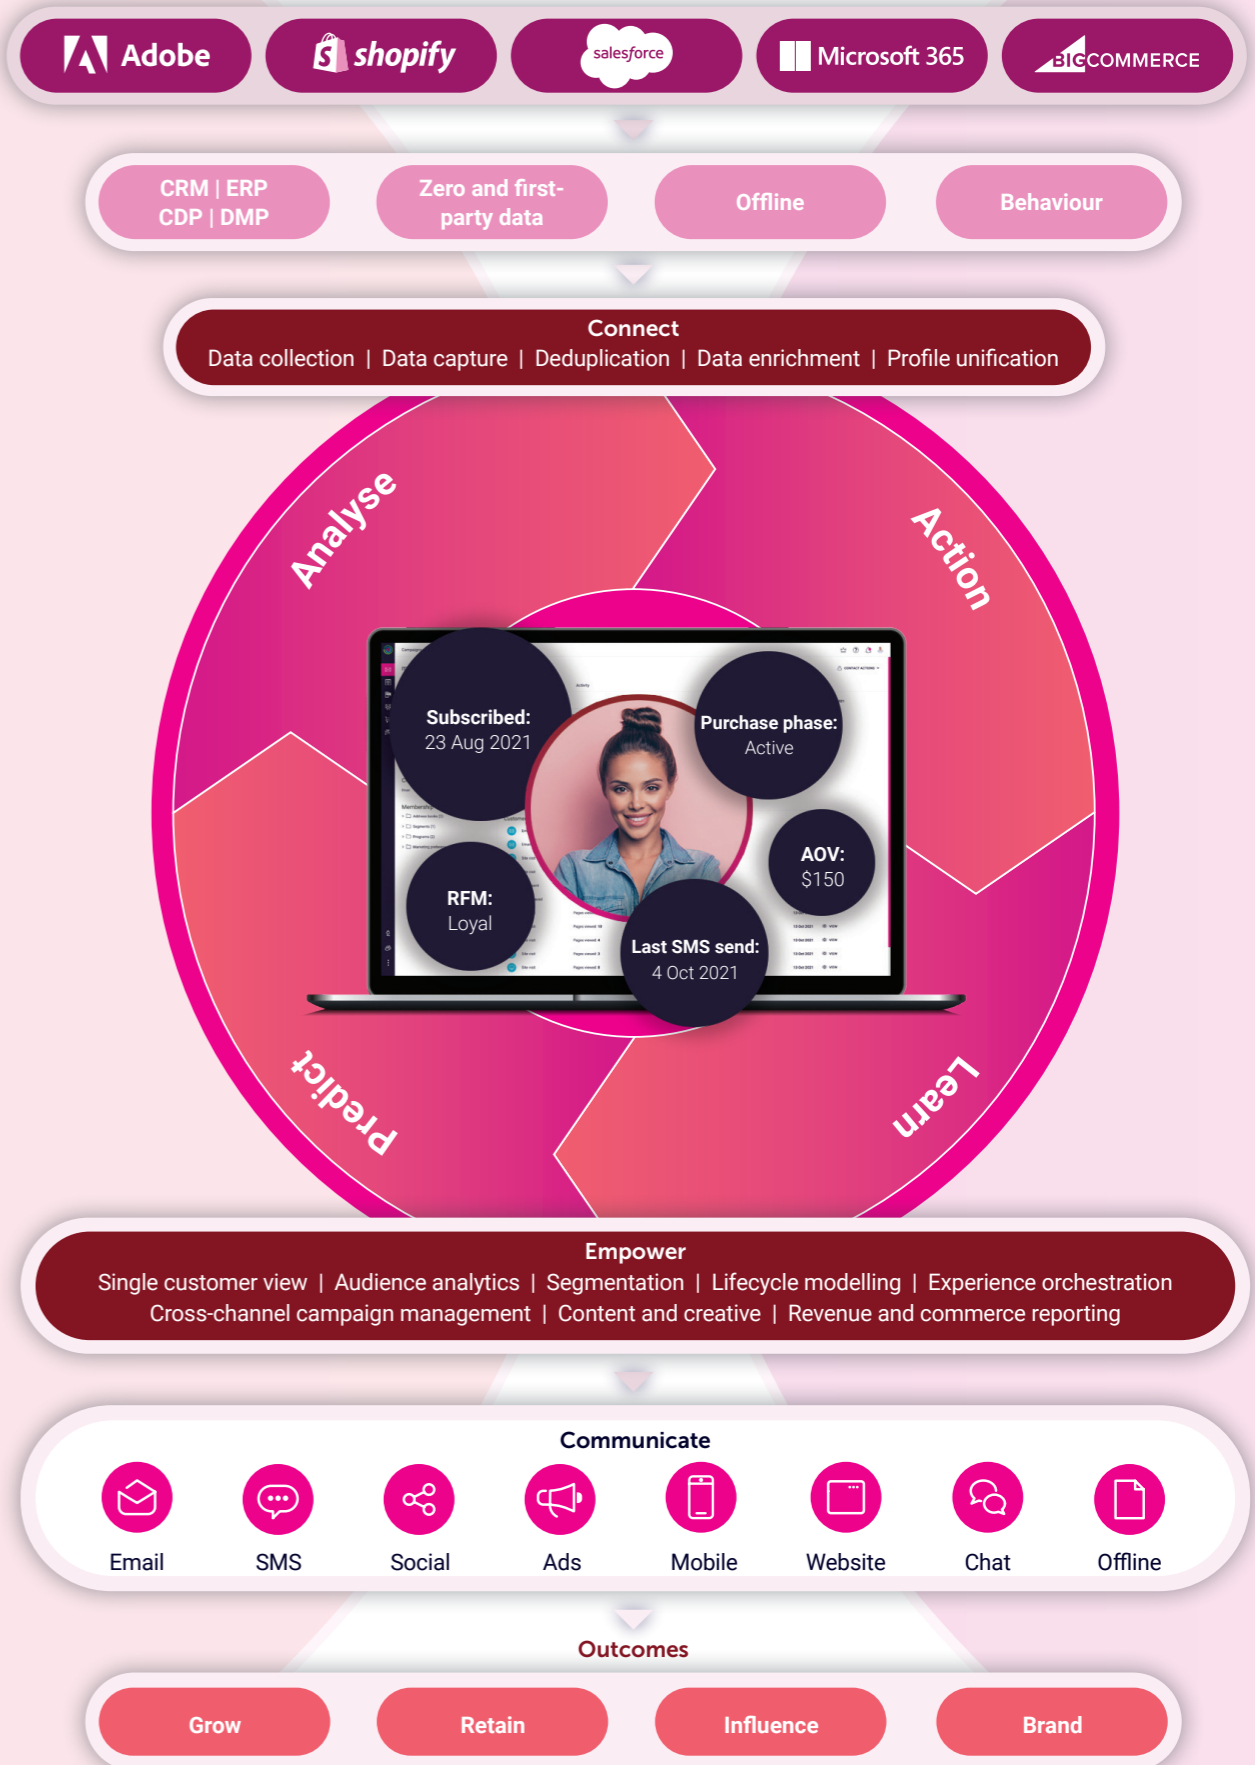 Adobe
shopify
salesforce
Microsoft 365
BIGCOMMERCE
CRM | ERP
CDP | DMP
Zero and first-
party data
Offline
Behaviour
Connect
Data collection | Data capture | Deduplication | Data enrichment | Profile unification
Analyse
Action
Subscribed:
23 Aug 2021
Purchase phase:
Active
AOV:
$150
RFM:
Loyal
Last SMS send:
4 Oct 2021
Predict
Learn
Empower
Single customer view | Audience analytics | Segmentation | Lifecycle modelling | Experience orchestration
Cross-channel campaign management | Content and creative | Revenue and commerce reporting
Communicate
Email
SMS
Social
Ads
Mobile
Website
Chat
Offline
Outcomes
Grow
Retain
Influence
Brand